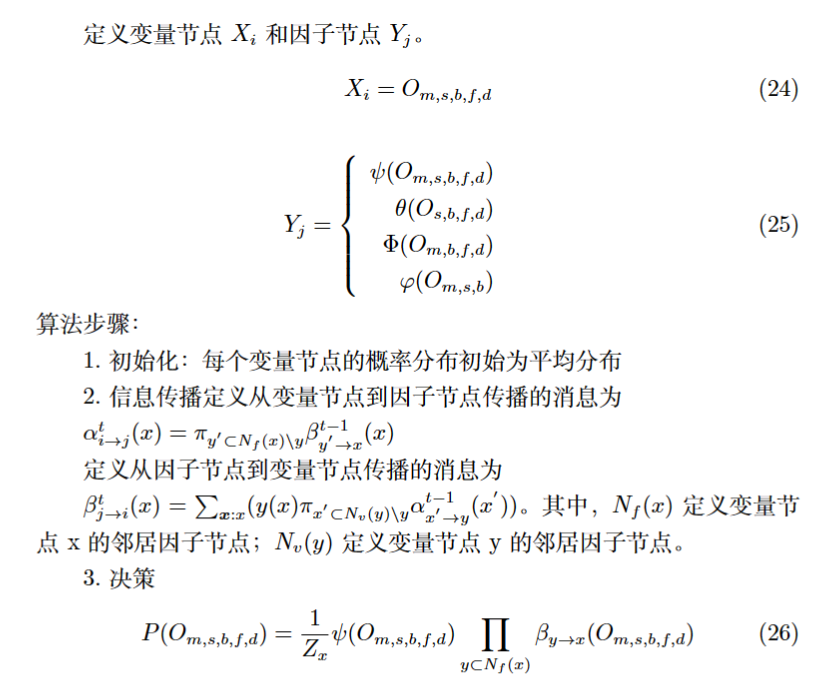 定义变量节点 $X_i$ 和因子节点 $Y_j$。
$X_i = O_{m,s,b,f,d}$ (24)
$Y_j = \begin{cases} \psi(O_{m,s,b,f,d}) \\ \theta(O_{s,b,f,d}) \\ \Phi(O_{m,b,f,d}) \\ \varphi(O_{m,s,b}) \end{cases}$ (25)
算法步骤：
1. 初始化：每个变量节点的概率分布初始为平均分布
2. 信息传播定义从变量节点到因子节点传播的消息为
$\alpha^t_{i \to j}(x) = \pi_{y' \subset N_f(x) \backslash y} \beta^{t-1}_{y' \to x}(x)$
定义从因子节点到变量节点传播的消息为
$\beta^t_{j \to i}(x) = \sum_{\boldsymbol{x}:x}(y(x)\pi_{x' \subset N_v(y) \backslash y} \alpha^{t-1}_{x' \to y}(x'))$。其中，$N_f(x)$ 定义变量节
点 x 的邻居因子节点；$N_v(y)$ 定义变量节点 y 的邻居因子节点。
3. 决策
$P(O_{m,s,b,f,d}) = \frac{1}{Z_x} \psi(O_{m,s,b,f,d}) \prod_{y \subset N_f(x)} \beta_{y \to x}(O_{m,s,b,f,d})$ (26)